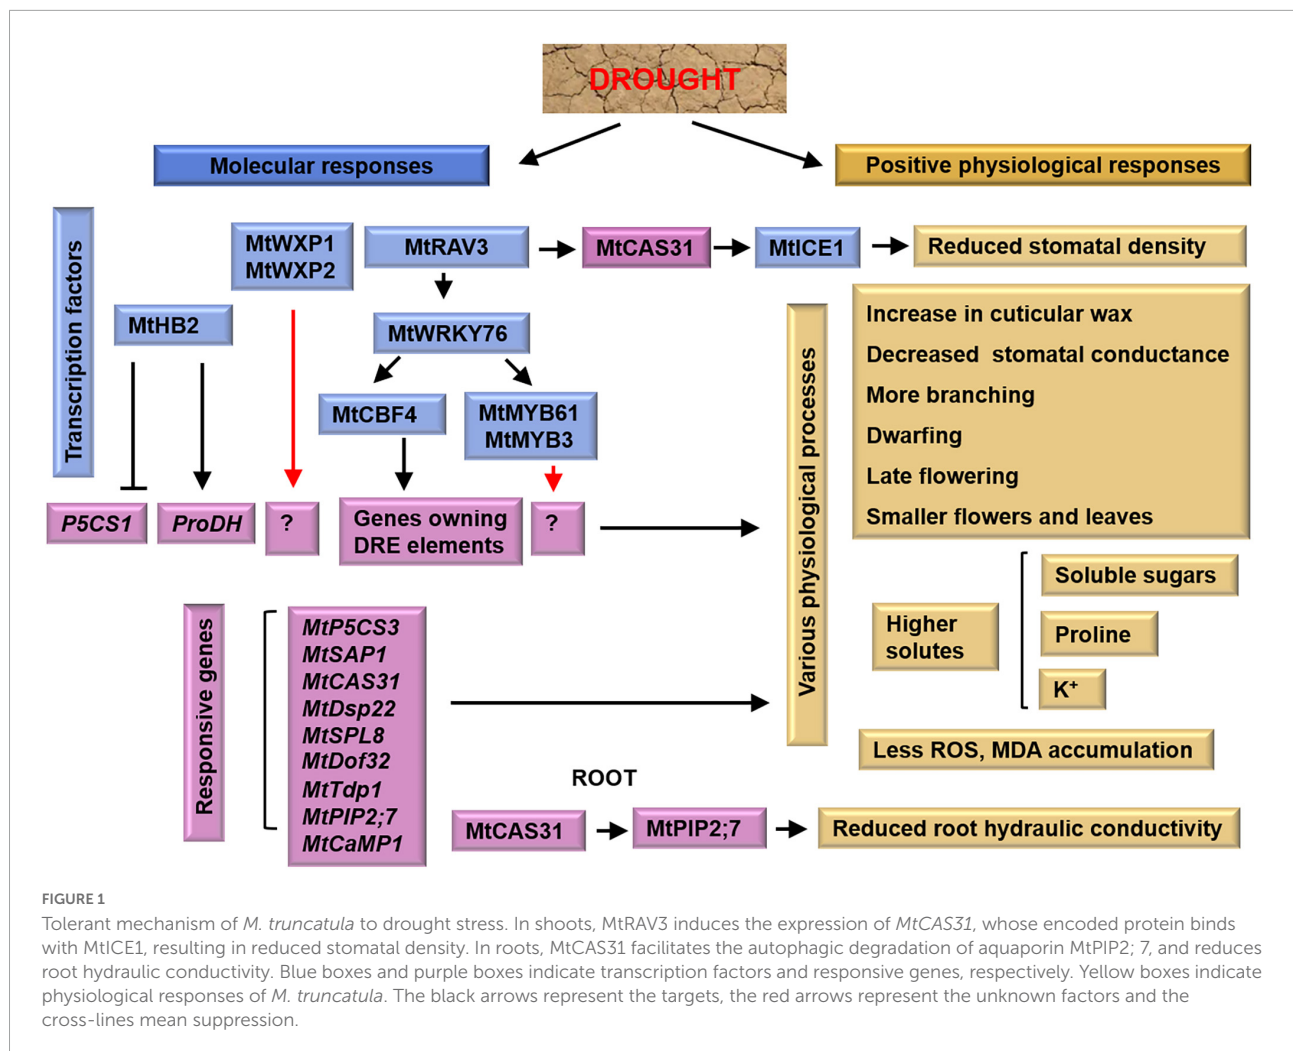 DROUGHT
Molecular responses
Positive physiological responses
Transcription factors
MtWXP1
MtWXP2
MtRAV3
MtCAS31
MtICE1
Reduced stomatal density
MtHB2
MtWRKY76
MtCBF4
MtMYB61
MtMYB3
P5CS1
ProDH
?
Genes owning
DRE elements
?
Various physiological processes
Increase in cuticular wax
Decreased stomatal conductance
More branching
Dwarfing
Late flowering
Smaller flowers and leaves
Higher
solutes
Soluble sugars
Proline
K⁺
Less ROS, MDA accumulation
Responsive genes
MtP5CS3
MtSAP1
MtCAS31
MtDsp22
MtSPL8
MtDof32
MtTdp1
MtPIP2;7
MtCaMP1
ROOT
MtCAS31
MtPIP2;7
Reduced root hydraulic conductivity
FIGURE 1
Tolerant mechanism of M. truncatula to drought stress. In shoots, MtRAV3 induces the expression of MtCAS31, whose encoded protein binds
with MtICE1, resulting in reduced stomatal density. In roots, MtCAS31 facilitates the autophagic degradation of aquaporin MtPIP2; 7, and reduces
root hydraulic conductivity. Blue boxes and purple boxes indicate transcription factors and responsive genes, respectively. Yellow boxes indicate
physiological responses of M. truncatula. The black arrows represent the targets, the red arrows represent the unknown factors and the
cross-lines mean suppression.